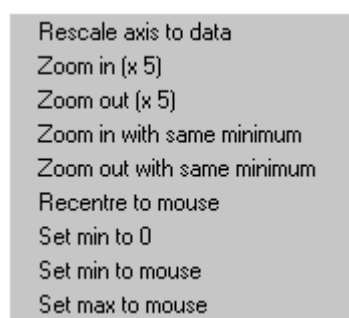 Rescale axis to data
Zoom in (x 5)
Zoom out (x 5)
Zoom in with same minimum
Zoom out with same minimum
Recentre to mouse
Set min to 0
Set min to mouse
Set max to mouse